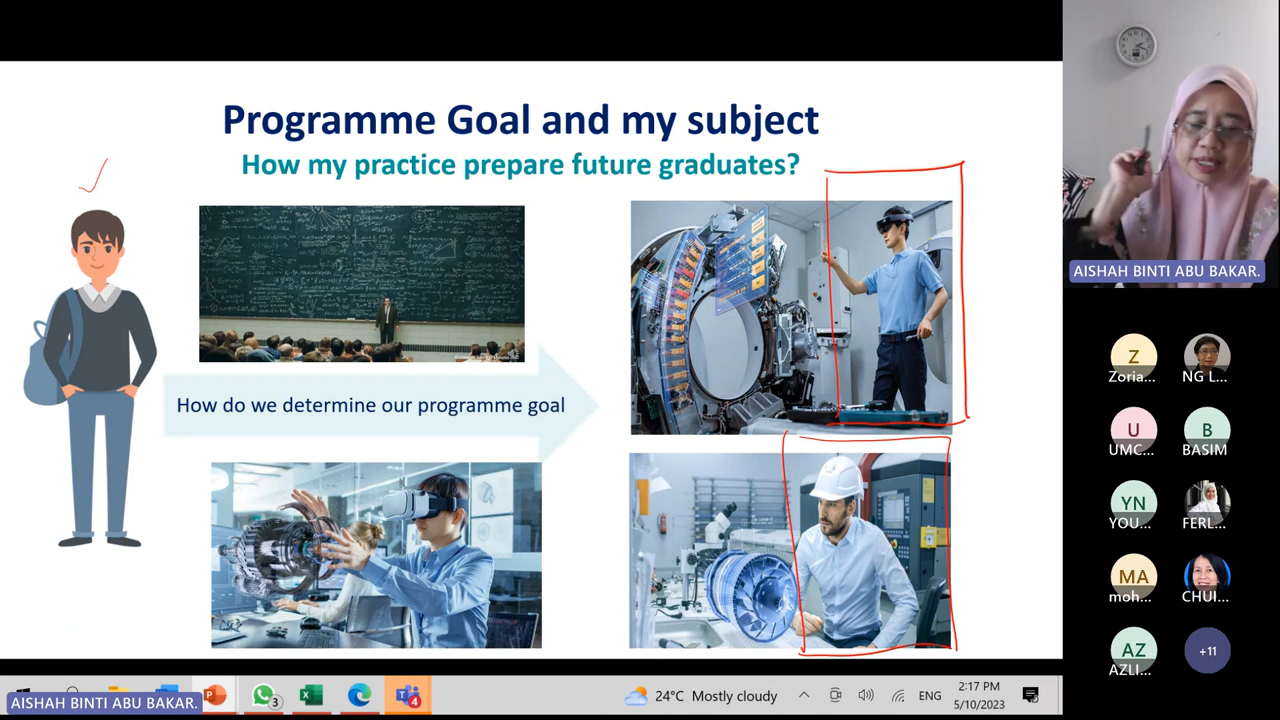 Programme Goal and my subject
How my practice prepare future graduates?
How do we determine our programme goal
AISHAH BINTI ABU BAKAR.
Z
Zoria...
NG L...
U
UMC...
B
BASIM
YN
YOU...
FERL...
MA
moh...
CHUI...
AZ
AZLI...
+11
AISHAH BINTI ABU BAKAR.
3
4
24°C Mostly cloudy
ENG
2:17 PM
5/10/2023